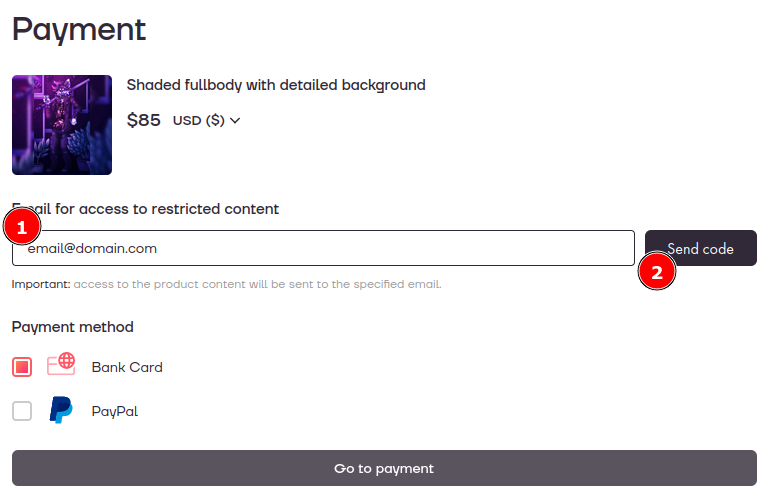 Payment
Shaded fullbody with detailed background
$85 USD ($)
Email for access to restricted content
1
email@domain.com
Send code
2
Important: access to the product content will be sent to the specified email.
Payment method
Bank Card
PayPal
Go to payment